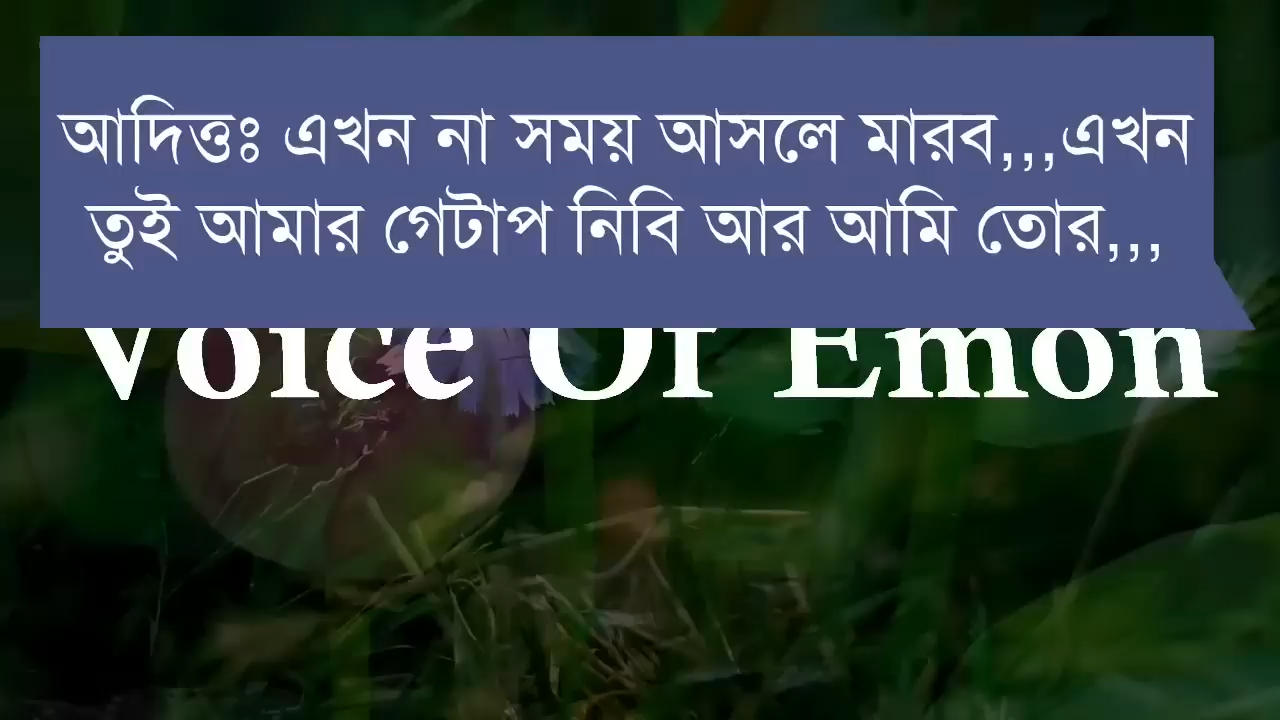 আদিত্তঃ এখন না সময় আসলে মারব,,,এখন
তুই আমার গেটাপ নিবি আর আমি তোর,,,
Voice Of Emon